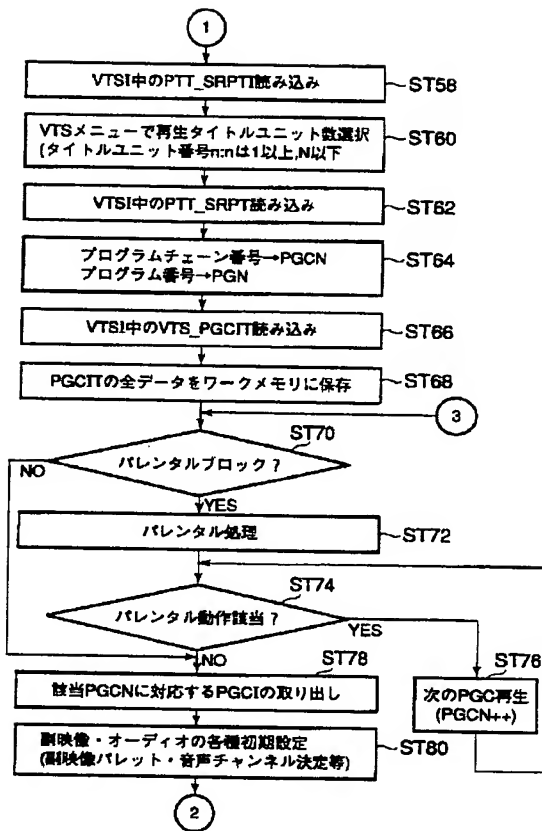 1
VTSI中のPTT_SRPTI読み込み
ST58
VTSメニューで再生タイトルユニット数選択
(タイトルユニット番号n:nは1以上,N以下
ST60
VTSI中のPTT_SRPT読み込み
ST62
プログラムチェーン番号→PGCN
プログラム番号→PGN
ST64
VTSI中のVTS_PGCIT読み込み
ST66
PGCITの全データをワークメモリに保存
ST68
3
ST70
パレンタルブロック?
NO
YES
パレンタル処理
ST72
ST74
パレンタル動作該当?
YES
NO
ST78
ST76
該当PGCNに対応するPGCIの取り出し
次のPGC再生
(PGCN++)
副映像・オーディオの各種初期設定
(副映像パレット・音声チャンネル決定等)
ST80
2